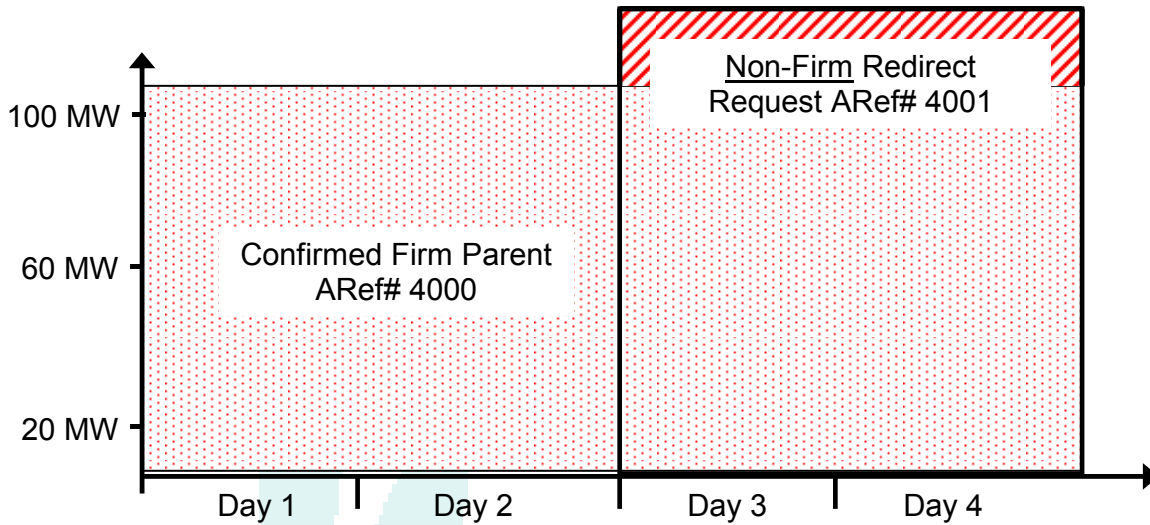 100 MW
60 MW
20 MW
Non-Firm Redirect
Request ARef# 4001
Confirmed Firm Parent
ARef# 4000
Day 1
Day 2
Day 3
Day 4